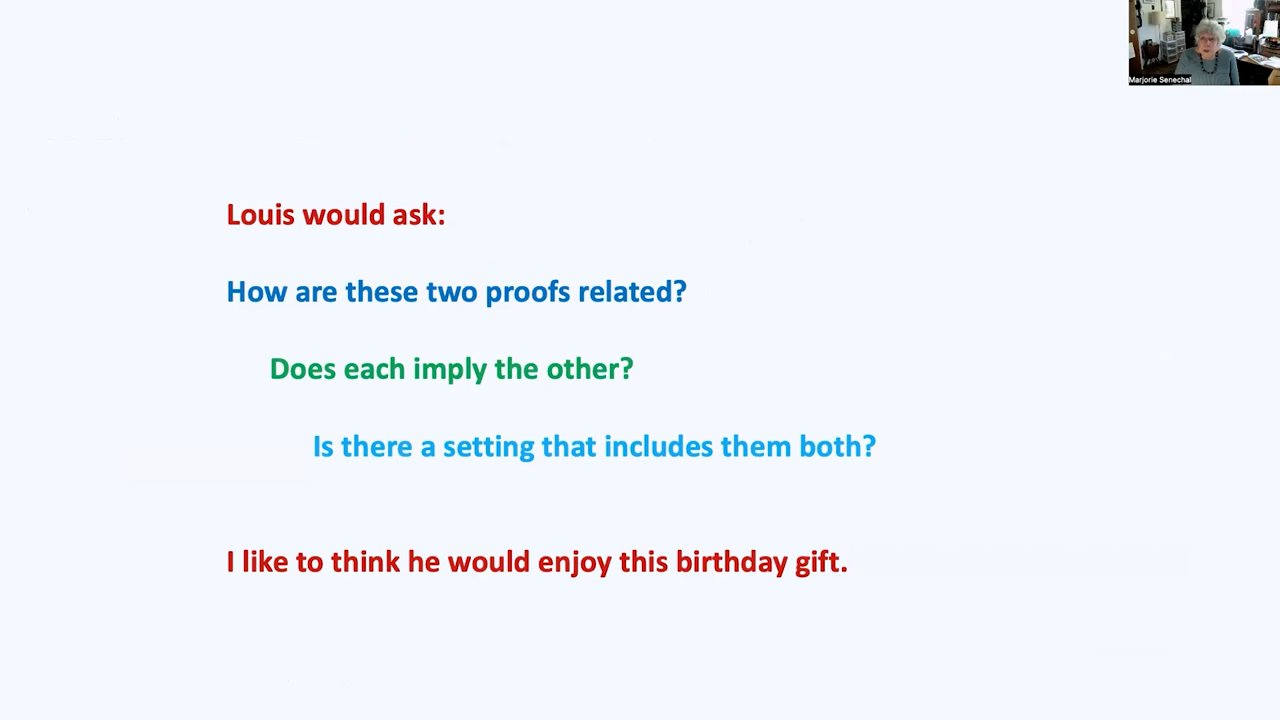 Marjorie Senechal
Louis would ask:
How are these two proofs related?
Does each imply the other?
Is there a setting that includes them both?
I like to think he would enjoy this birthday gift.